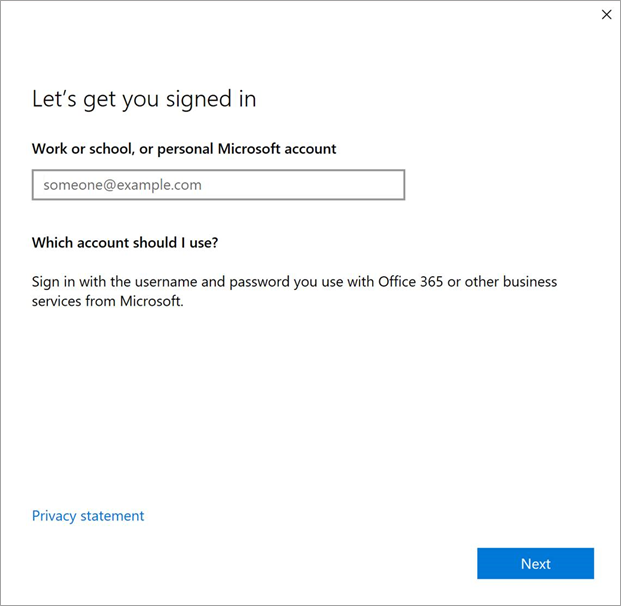 Let’s get you signed in
Work or school, or personal Microsoft account
someone@example.com
Which account should I use?
Sign in with the username and password you use with Office 365 or other business
services from Microsoft.
Privacy statement
Next